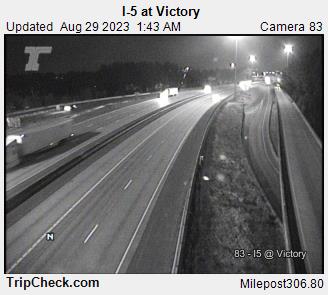 I-5 at Victory
Updated  Aug 29 2023  1:43 AM
Camera 83
T
N
83 - I5 @ Victory
TripCheck.com
Milepost306.80